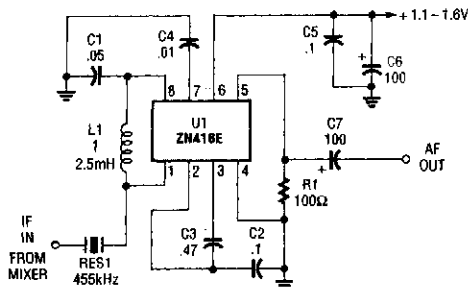 + 1.1~1.6V
C1
.05
C4
.01
C5
.1
+
C6
100
8
7
6
5
U1
ZN416E
C7
100
+
AF
OUT
L1
1
2.5mH
1
2
3
4
R1
100Ω
IF
IN
FROM
MIXER
RES1
455kHz
C3
.47
C2
.1